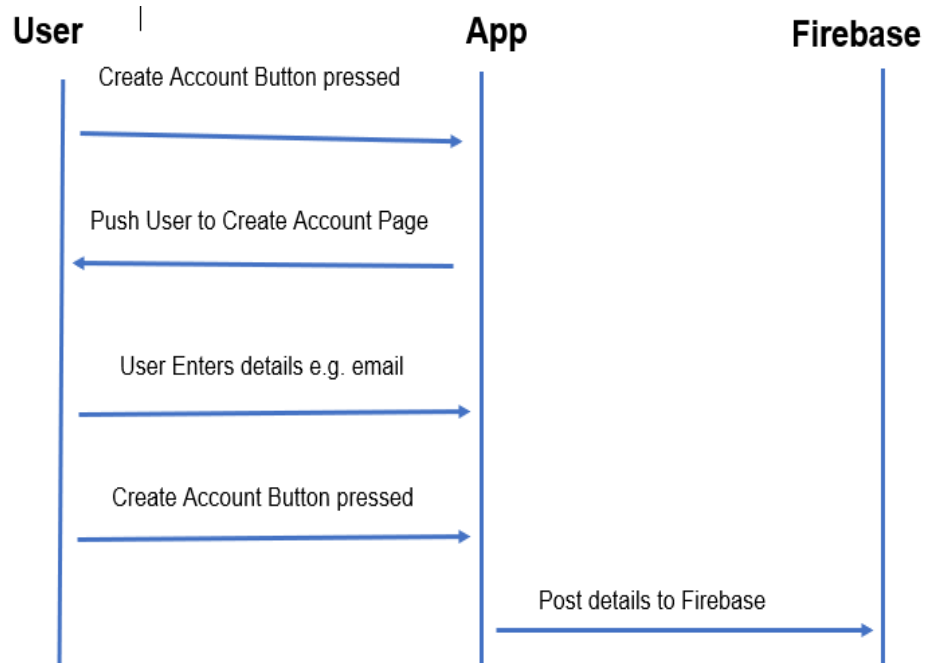 User
App
Firebase
Create Account Button pressed
Push User to Create Account Page
User Enters details e.g. email
Create Account Button pressed
Post details to Firebase